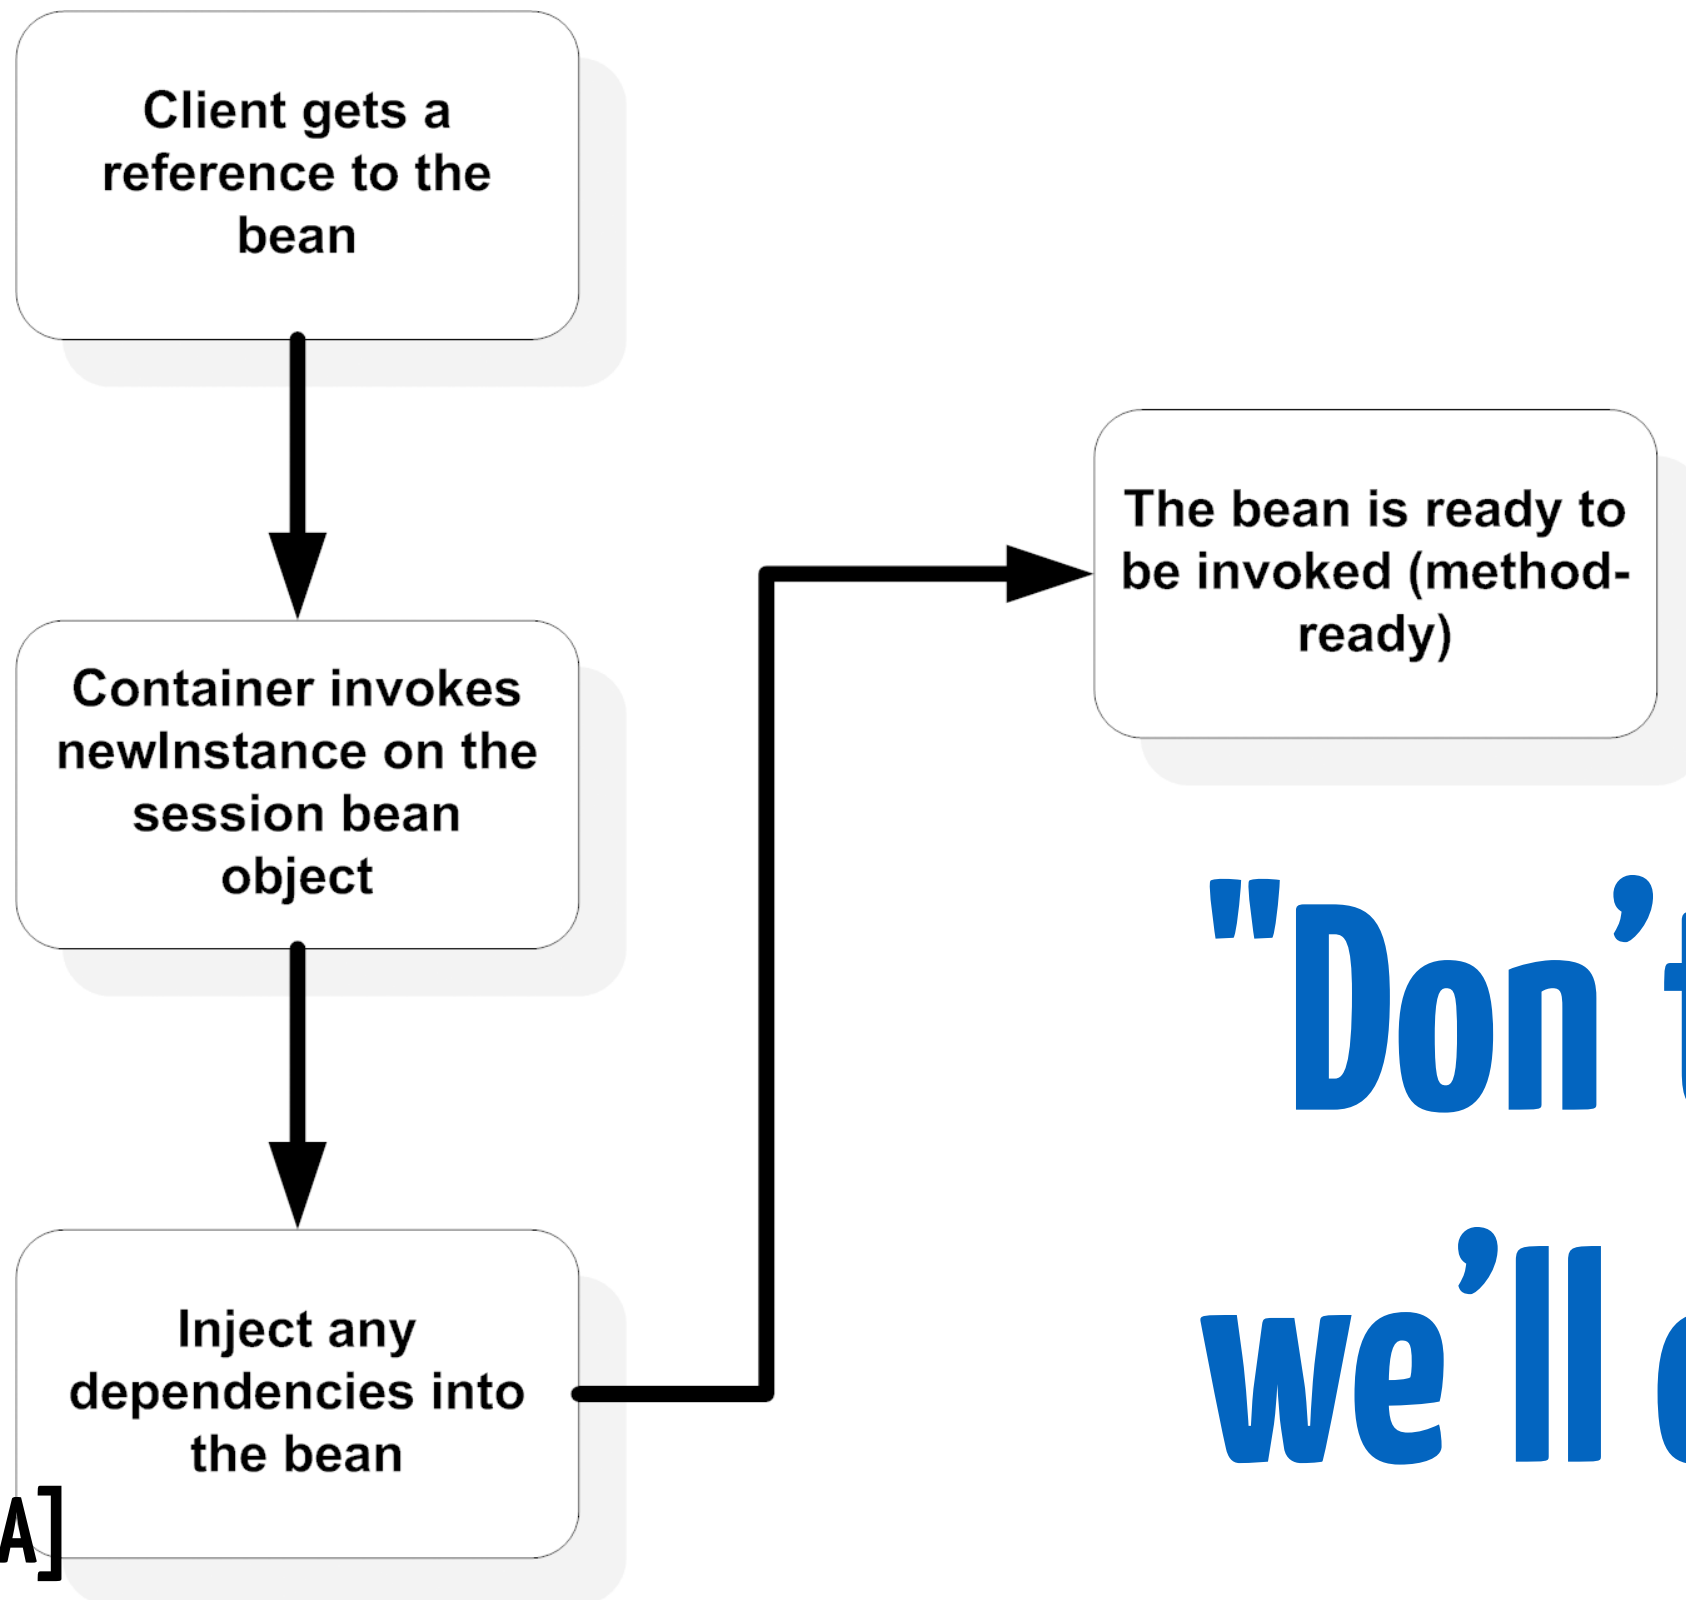 Client gets a
reference to the
bean
Container invokes
newInstance on the
session bean
object
Inject any
dependencies into
the bean
A]
The bean is ready to
be invoked (method-
ready)
"Don’t
we’ll